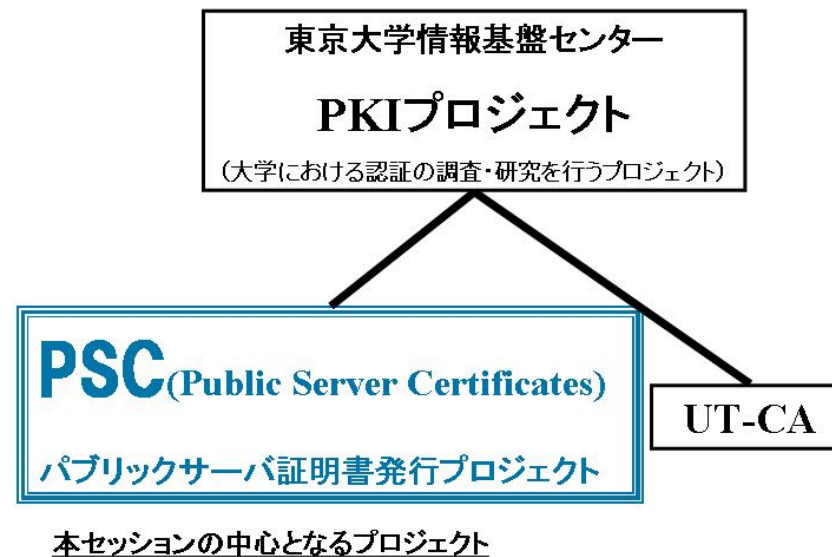 東京大学情報基盤センター
PKIプロジェクト
(大学における認証の調査・研究を行うプロジェクト)
PSC(Public Server Certificates)
パブリックサーバ証明書発行プロジェクト
UT-CA
本セッションの中心となるプロジェクト